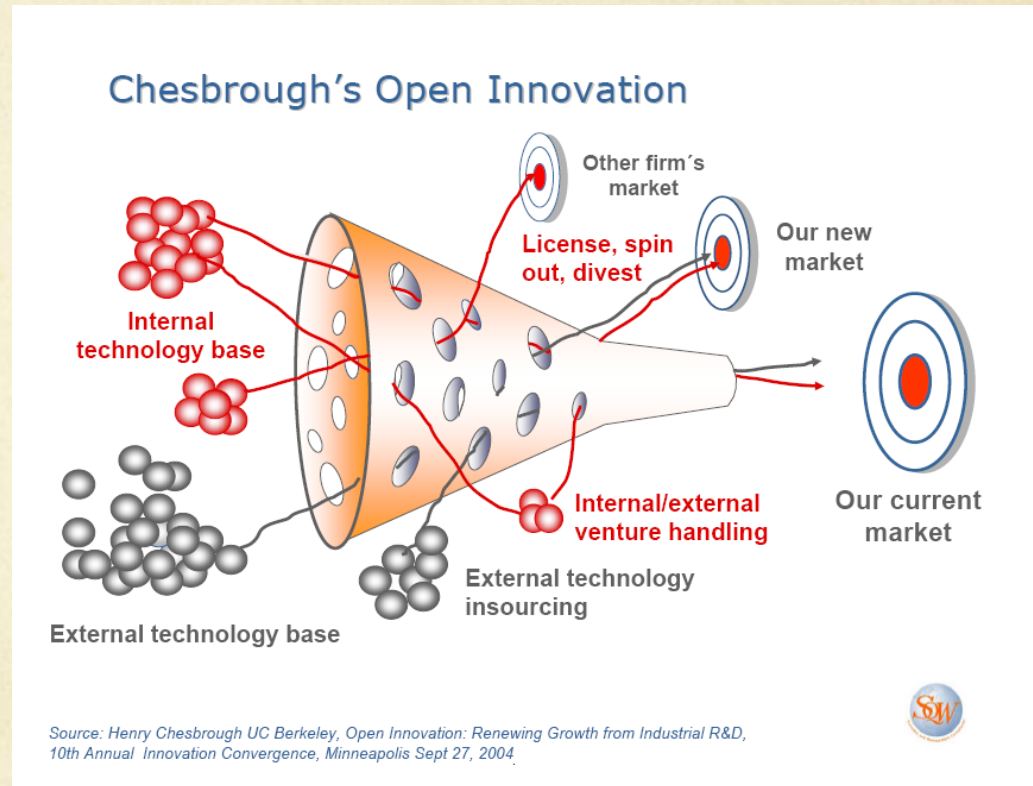 Chesbrough's Open Innovation
Other firm´s
market
License, spin
out, divest
Our new
market
Internal
technology base
Internal/external
venture handling
Our current
market
External technology
insourcing
External technology base
Source: Henry Chesbrough UC Berkeley, Open Innovation: Renewing Growth from Industrial R&D,
10th Annual Innovation Convergence, Minneapolis Sept 27, 2004
SQW